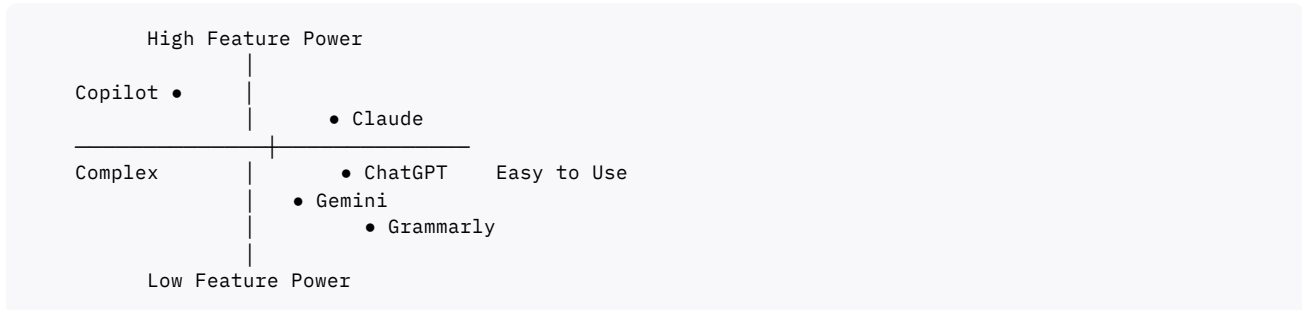 High Feature Power
Copilot ●
● Claude
Complex ● ChatGPT Easy to Use
● Gemini
● Grammarly
Low Feature Power